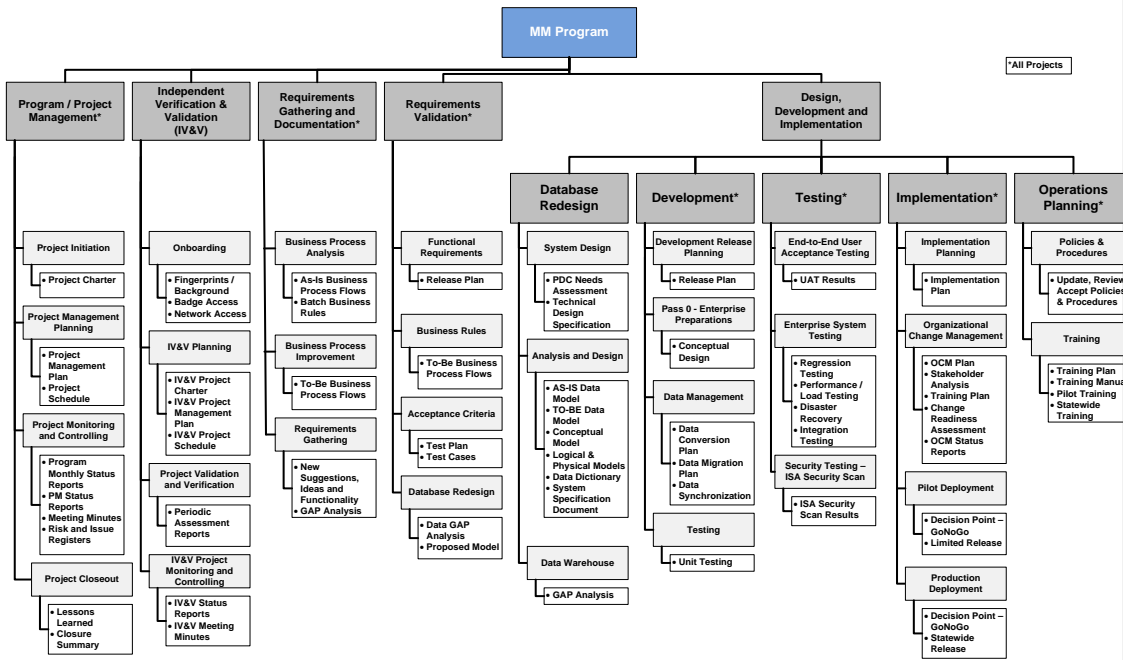 MM Program
*All Projects
Program / Project
Management*
Independent
Verification &
Validation
(IV&V)
Requirements
Gathering and
Documentation*
Requirements
Validation*
Design,
Development and
Implementation
Database
Redesign
Development*
Testing*
Implementation*
Operations
Planning*
Project Initiation
• Project Charter
Project Management
Planning
• Project
Management
Plan
• Project
Schedule
Project Monitoring
and Controlling
• Program
Monthly Status
Reports
• PM Status
Reports
• Meeting Minutes
• Risk and Issue
Registers
Project Closeout
• Lessons
Learned
• Closure
Summary
Onboarding
• Fingerprints /
Background
• Badge Access
• Network Access
IV&V Planning
• IV&V Project
Charter
• IV&V Project
Management
Plan
• IV&V Project
Schedule
Project Validation
and Verification
• Periodic
Assessment
Reports
IV&V Project
Monitoring and
Controlling
• IV&V Status
Reports
• IV&V Meeting
Minutes
Business Process
Analysis
• As-Is Business
Process Flows
• Batch Business
Rules
Business Process
Improvement
• To-Be Business
Process Flows
Requirements
Gathering
• New
Suggestions,
Ideas and
Functionality
• GAP Analysis
Functional
Requirements
• Release Plan
Business Rules
• To-Be Business
Process Flows
Acceptance Criteria
• Test Plan
• Test Cases
Database Redesign
• Data GAP
Analysis
• Proposed Model
System Design
• PDC Needs
Assessment
• Technical
Design
Specification
Analysis and Design
• AS-IS Data
Model
• TO-BE Data
Model
• Conceptual
Model
• Logical &
Physical Models
• Data Dictionary
• System
Specification
Document
Data Warehouse
• GAP Analysis
Development Release
Planning
• Release Plan
Pass 0 - Enterprise
Preparations
• Conceptual
Design
Data Management
• Data
Conversion
Plan
• Data Migration
Plan
• Data
Synchronization
Testing
• Unit Testing
End-to-End User
Acceptance Testing
• UAT Results
Enterprise System
Testing
• Regression
Testing
• Performance /
Load Testing
• Disaster
Recovery
• Integration
Testing
Security Testing –
ISA Security Scan
• ISA Security
Scan Results
Implementation
Planning
• Implementation
Plan
Organizational
Change Management
• OCM Plan
• Stakeholder
Analysis
• Training Plan
• Change
Readiness
Assessment
• OCM Status
Reports
Pilot Deployment
• Decision Point –
GoNoGo
• Limited Release
Production
Deployment
• Decision Point –
GoNoGo
• Statewide
Release
Policies &
Procedures
• Update, Review,
Accept Policies
& Procedures
Training
• Training Plan
• Training Manual
• Pilot Training
• Statewide
Training